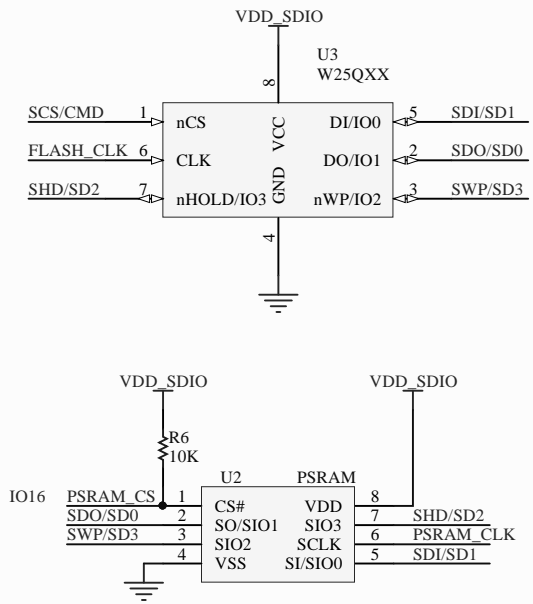 VDD_SDIO
U3
W25QXX
8
SCS/CMD 1 nCS VCC DI/IO0 5 SDI/SD1
FLASH_CLK 6 CLK DO/IO1 2 SDO/SD0
SHD/SD2 7 nHOLD/IO3 GND nWP/IO2 3 SWP/SD3
4
VDD_SDIO VDD_SDIO
R6
10K
U2 PSRAM
IO16 PSRAM_CS 1 CS# VDD 8
SDO/SD0 2 SO/SIO1 SIO3 7 SHD/SD2
SWP/SD3 3 SIO2 SCLK 6 PSRAM_CLK
4 VSS SI/SIO0 5 SDI/SD1